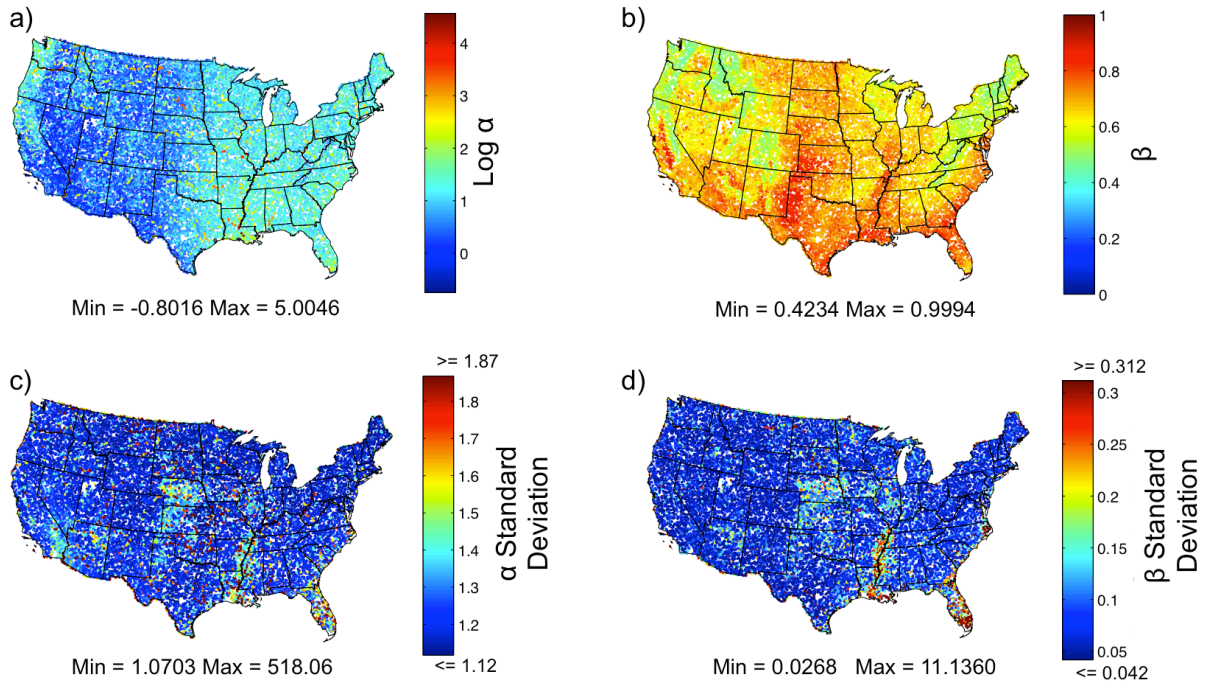 a)
4
3
2
1
0
Log α
Min = -0.8016 Max = 5.0046
b)
1
0.8
0.6
0.4
0.2
0
β
Min = 0.4234 Max = 0.9994
c)
>= 1.87
1.8
1.7
1.6
1.5
1.4
1.3
1.2
<= 1.12
α Standard
Deviation
Min = 1.0703 Max = 518.06
d)
>= 0.312
0.3
0.25
0.2
0.15
0.1
0.05
<= 0.042
β Standard
Deviation
Min = 0.0268 Max = 11.1360